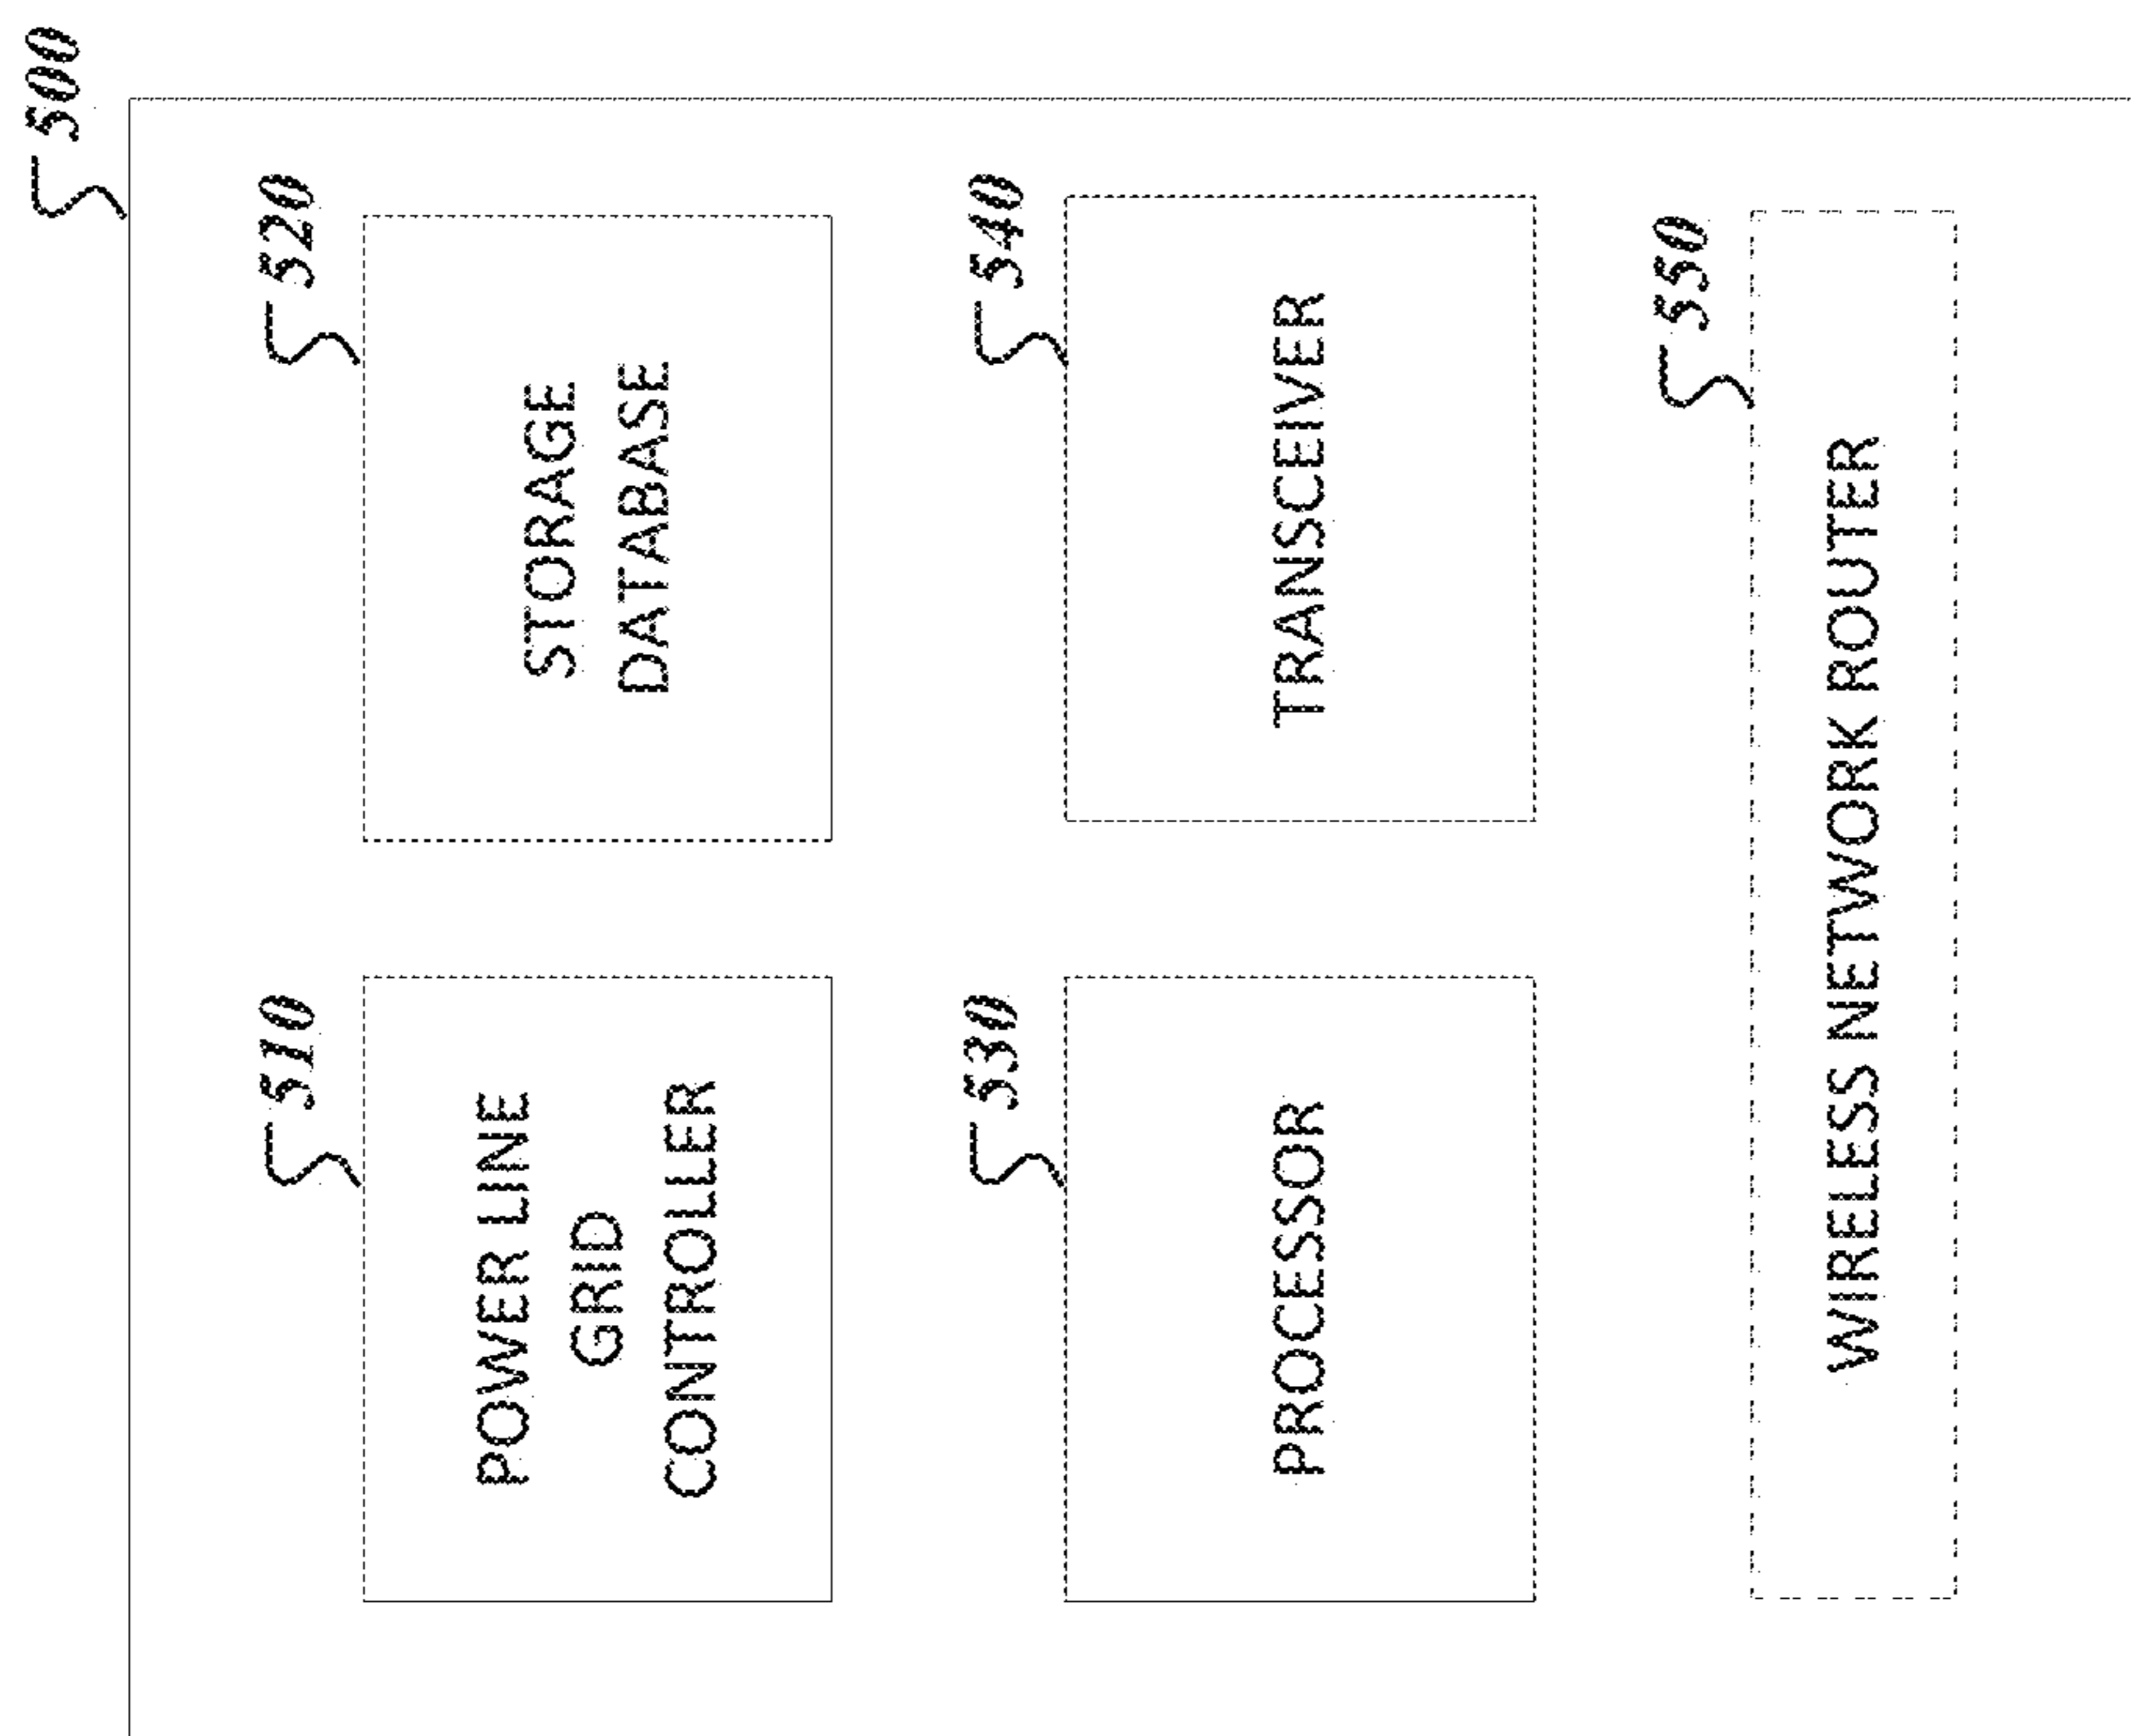 500
510
POWER LINE
GRID
CONTROLLER
520
STORAGE
DATABASE
530
PROCESSOR
540
TRANSCEIVER
550
WIRELESS NETWORK ROUTER